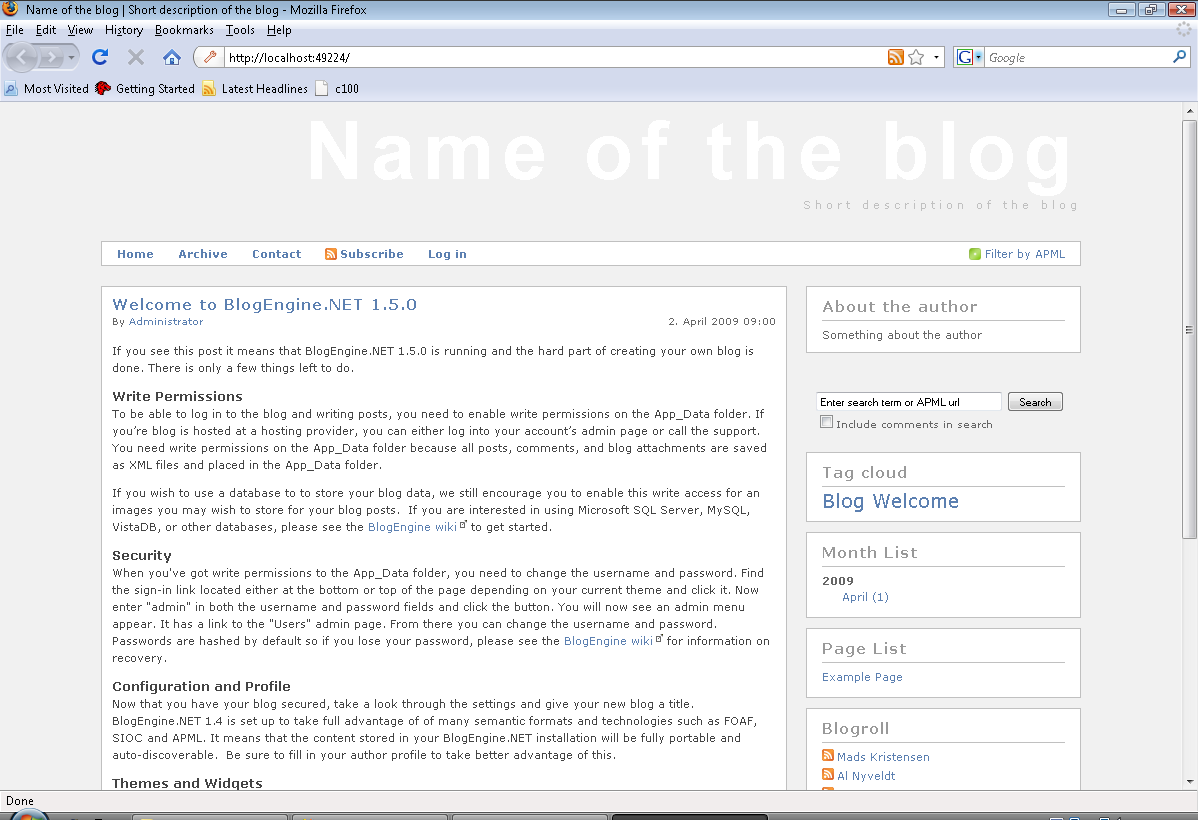 Name of the blog | Short description of the blog - Mozilla Firefox
File Edit View History Bookmarks Tools Help
http://localhost:49224/
G Google
Most Visited Getting Started Latest Headlines c100
Name of the blog
Short description of the blog
Home Archive Contact Subscribe Log in Filter by APML
Welcome to BlogEngine.NET 1.5.0
By Administrator 2. April 2009 09:00
If you see this post it means that BlogEngine.NET 1.5.0 is running and the hard part of creating your own blog is
done. There is only a few things left to do.
Write Permissions
To be able to log in to the blog and writing posts, you need to enable write permissions on the App_Data folder. If
you’re blog is hosted at a hosting provider, you can either log into your account’s admin page or call the support.
You need write permissions on the App_Data folder because all posts, comments, and blog attachments are saved
as XML files and placed in the App_Data folder.
If you wish to use a database to to store your blog data, we still encourage you to enable this write access for an
images you may wish to store for your blog posts.  If you are interested in using Microsoft SQL Server, MySQL,
VistaDB, or other databases, please see the BlogEngine wiki to get started.
Security
When you've got write permissions to the App_Data folder, you need to change the username and password. Find
the sign-in link located either at the bottom or top of the page depending on your current theme and click it. Now
enter "admin" in both the username and password fields and click the button. You will now see an admin menu
appear. It has a link to the "Users" admin page. From there you can change the username and password.
Passwords are hashed by default so if you lose your password, please see the BlogEngine wiki for information on
recovery.
Configuration and Profile
Now that you have your blog secured, take a look through the settings and give your new blog a title.
BlogEngine.NET 1.4 is set up to take full advantage of of many semantic formats and technologies such as FOAF,
SIOC and APML. It means that the content stored in your BlogEngine.NET installation will be fully portable and
auto-discoverable.  Be sure to fill in your author profile to take better advantage of this.
Themes and Widgets
About the author
Something about the author
Enter search term or APML url Search
Include comments in search
Tag cloud
Blog Welcome
Month List
2009
April (1)
Page List
Example Page
Blogroll
Mads Kristensen
Al Nyveldt
Done